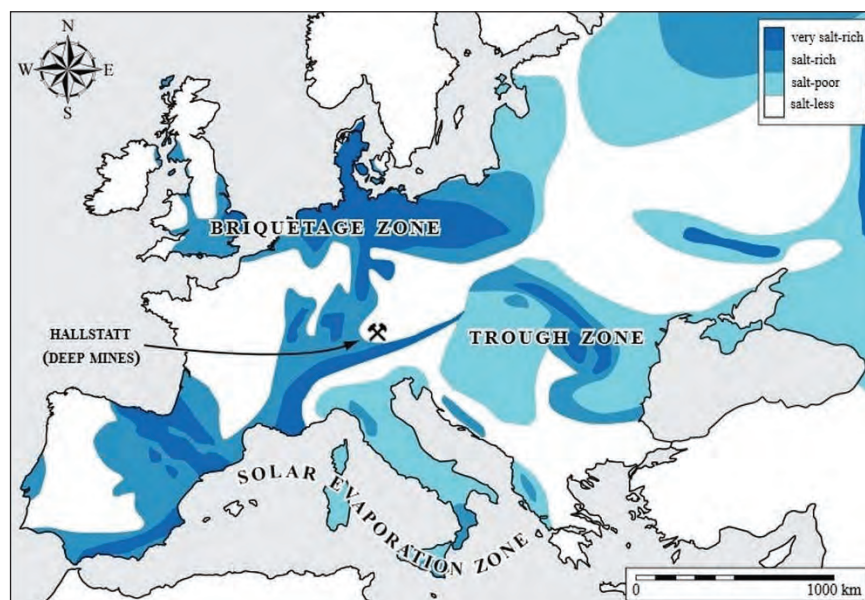 N
W E
S
very salt-rich
salt-rich
salt-poor
salt-less
BRIQUETAGE ZONE
HALLSTATT
(DEEP MINES)
TROUGH ZONE
SOLAR EVAPORATION ZONE
0 1000 km